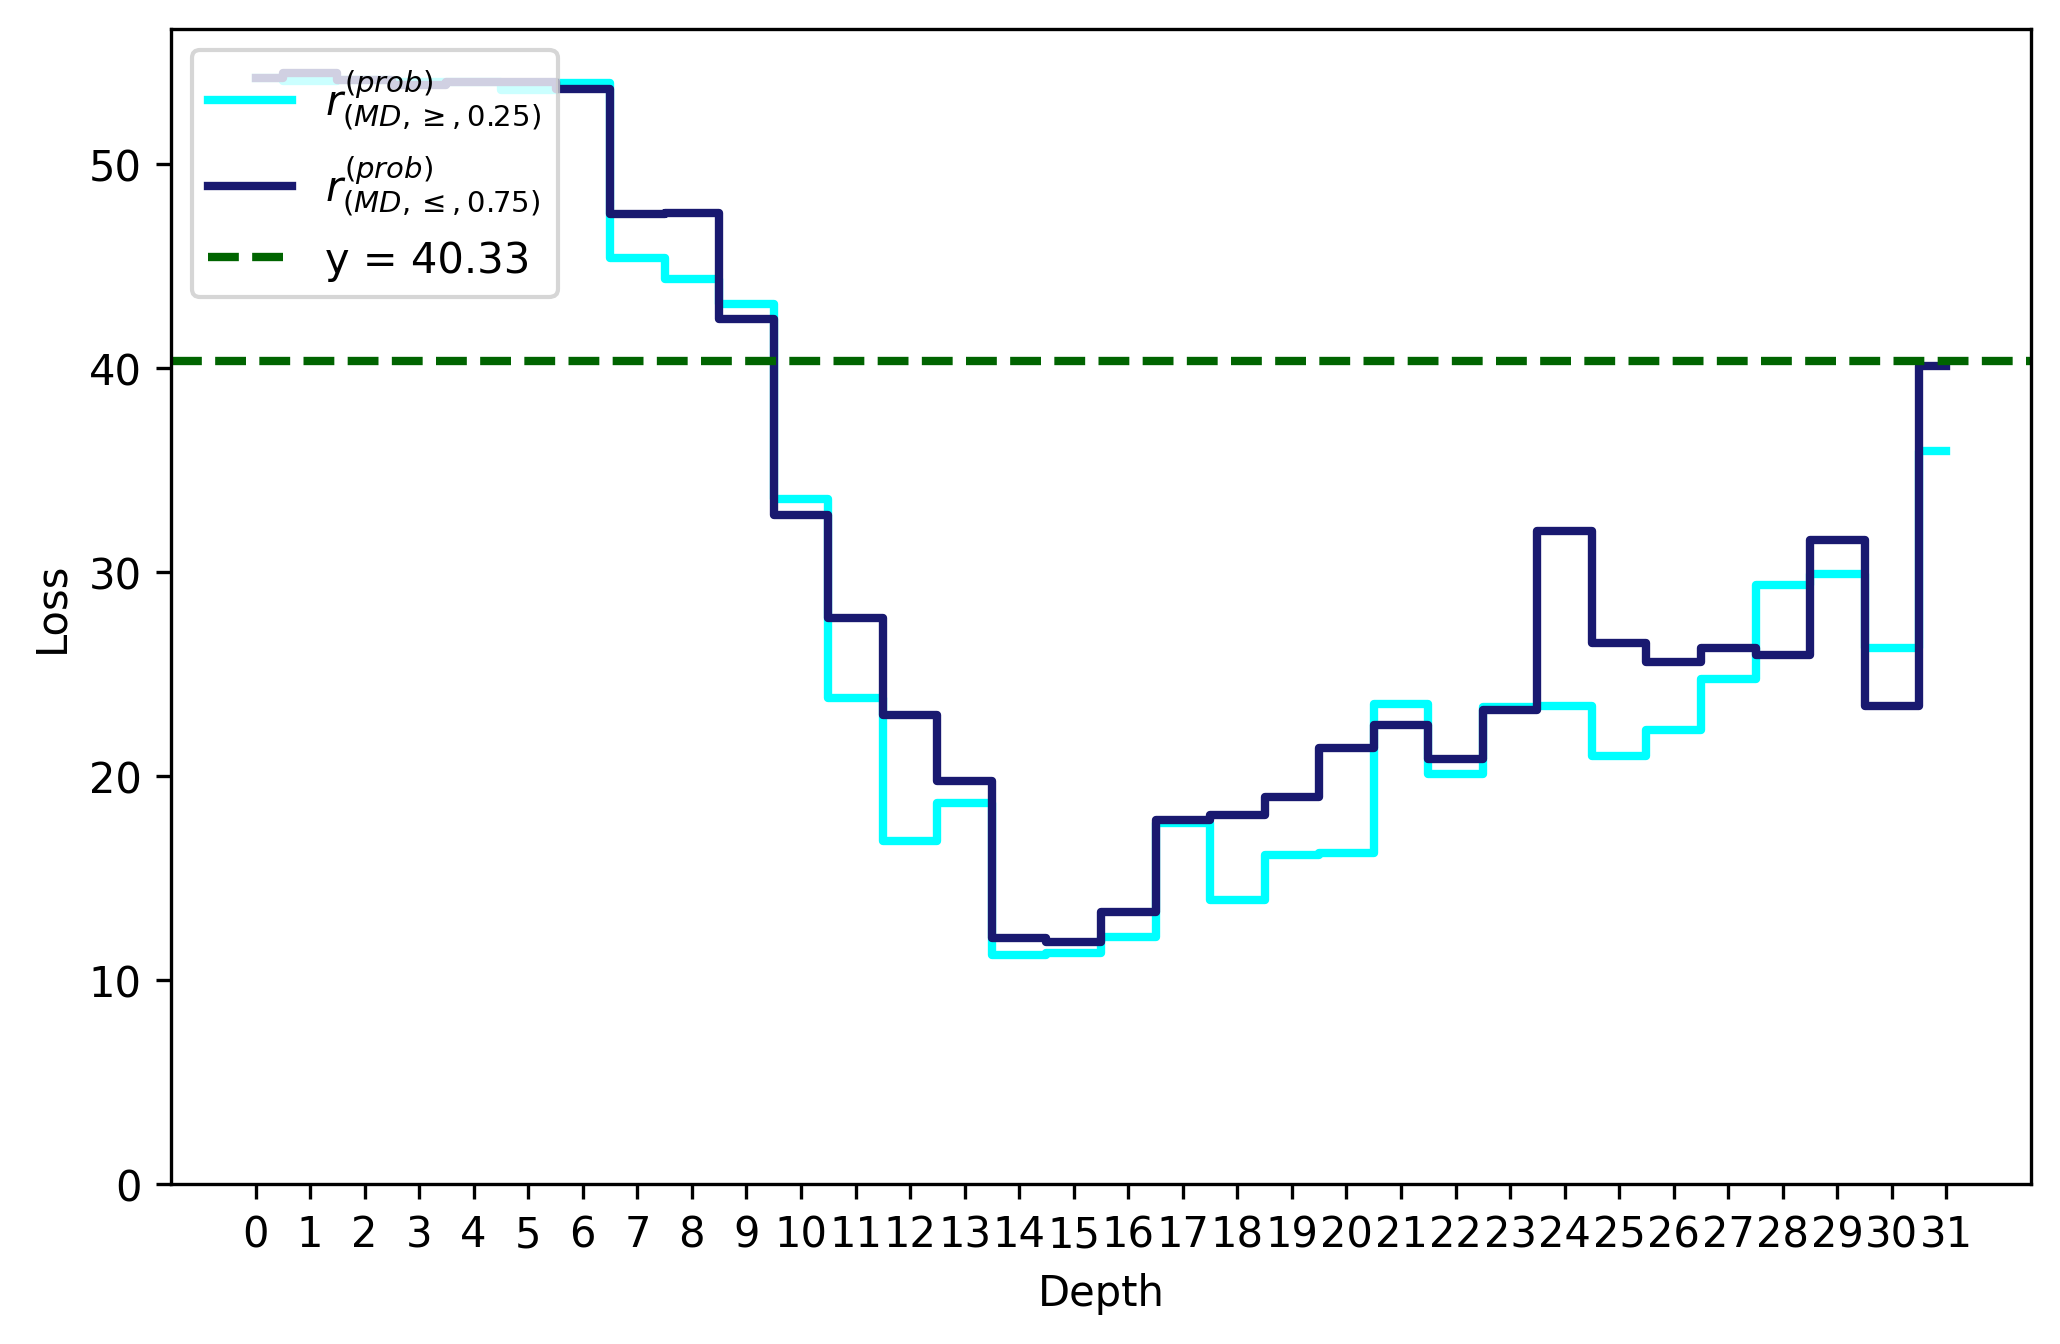 r^{(prob)}_{(MD, ≥, 0.25)}
r^{(prob)}_{(MD, ≤, 0.75)}
y = 40.33
50
40
30
20
10
0
Loss
0 1 2 3 4 5 6 7 8 9 10 11 12 13 14 15 16 17 18 19 20 21 22 23 24 25 26 27 28 29 30 31
Depth